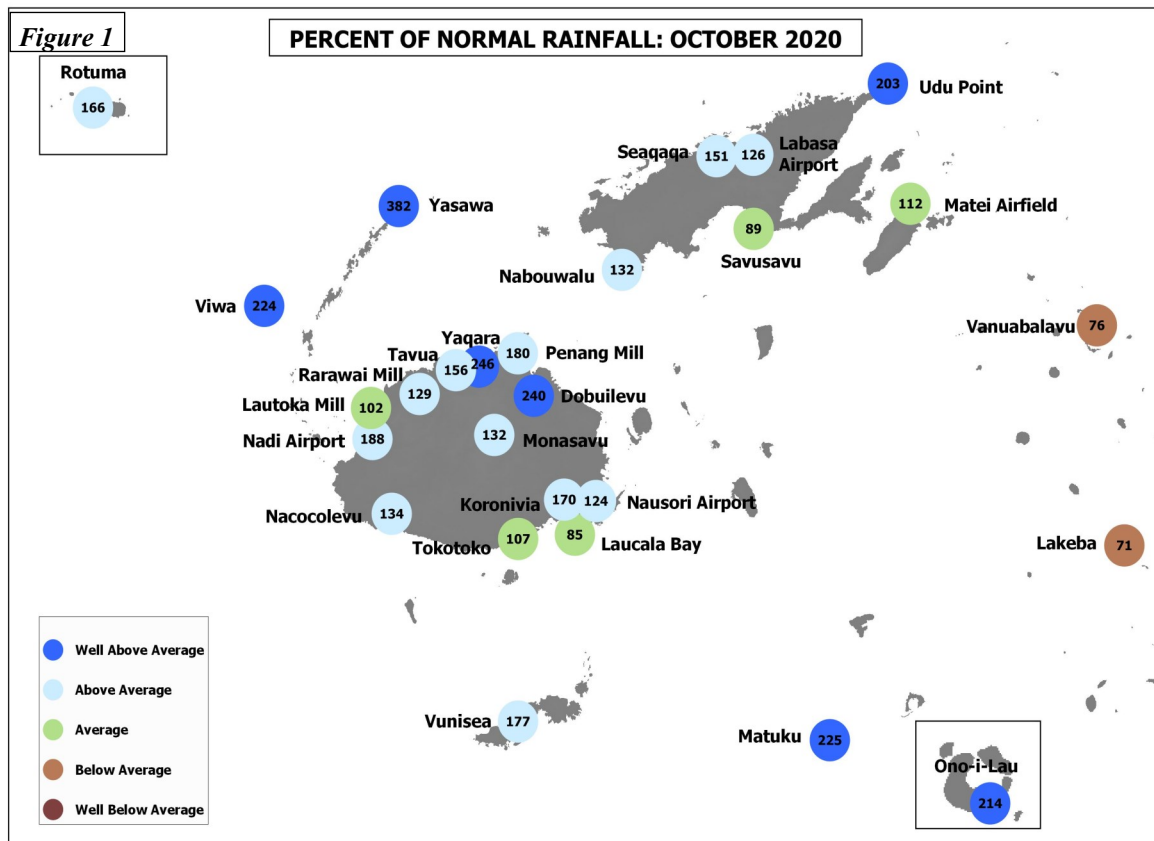 Figure 1
PERCENT OF NORMAL RAINFALL: OCTOBER 2020
Rotuma
166
203
Udu Point
Seaqaqa
151
126
Labasa
Airport
382
Yasawa
112
Matei Airfield
89
Savusavu
Nabouwalu
132
Viwa
224
Vanuabalavu
76
Yaqara
246
Tavua
156
180
Penang Mill
Rarawai Mill
129
240
Dobuilevu
Lautoka Mill
102
Nadi Airport
188
132
Monasavu
Koronivia
170
124
Nausori Airport
Nacocolevu
134
Tokotoko
107
85
Laucala Bay
Lakeba
71
Well Above Average
Above Average
Average
Below Average
Well Below Average
Vunisea
177
Matuku
225
Ono-i-Lau
214